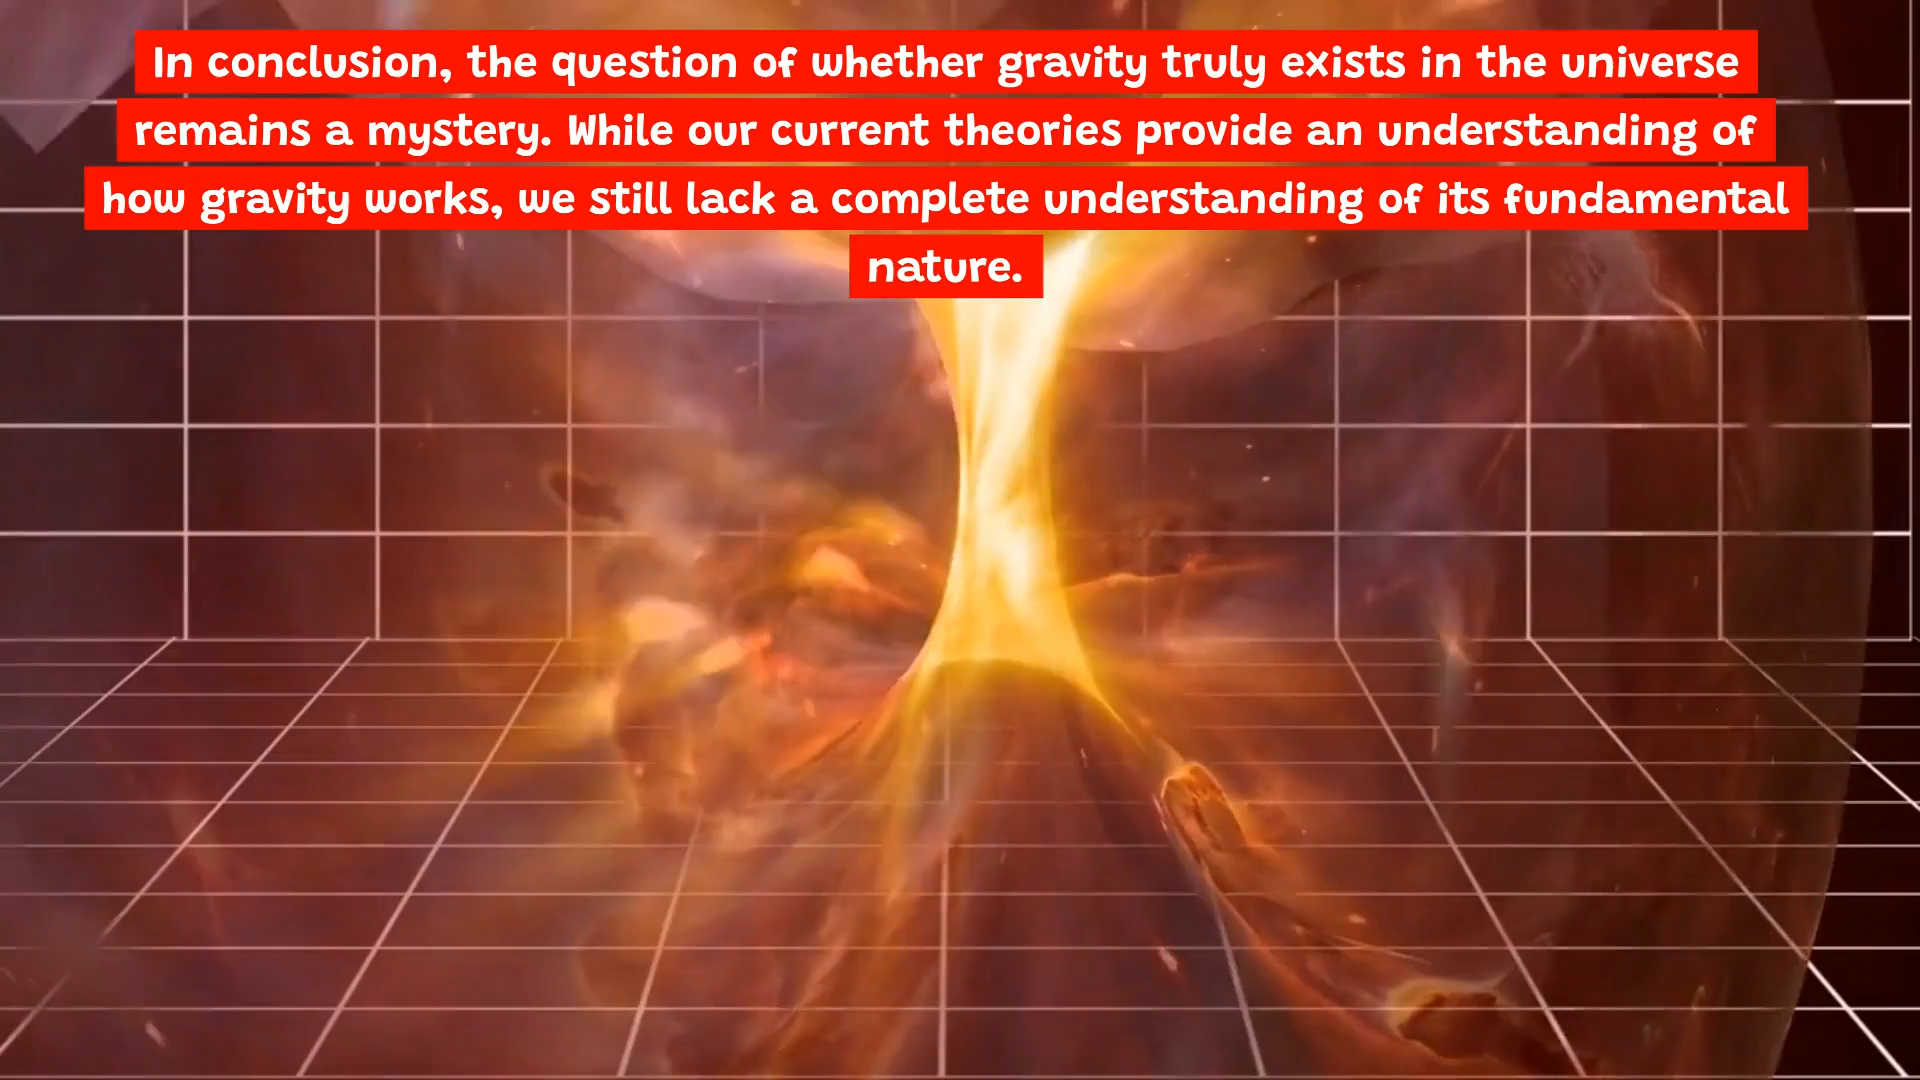 In conclusion, the question of whether gravity truly exists in the universe
remains a mystery. While our current theories provide an understanding of
how gravity works, we still lack a complete understanding of its fundamental
nature.